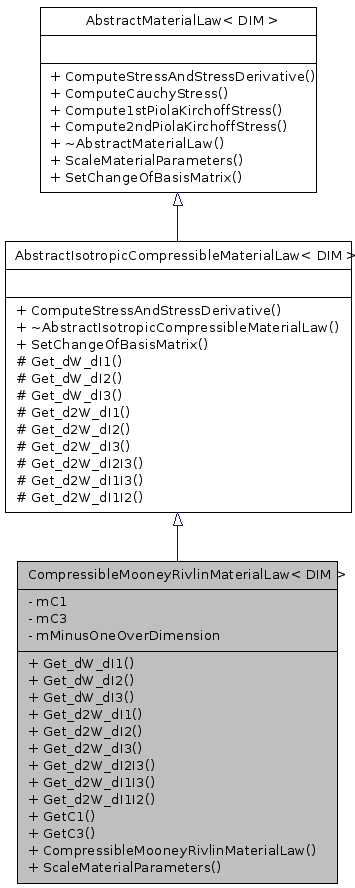 AbstractMaterialLaw< DIM >
+ ComputeStressAndStressDerivative()
+ ComputeCauchyStress()
+ Compute1stPiolaKirchoffStress()
+ Compute2ndPiolaKirchoffStress()
+ ~AbstractMaterialLaw()
+ ScaleMaterialParameters()
+ SetChangeOfBasisMatrix()
AbstractIsotropicCompressibleMaterialLaw< DIM >
+ ComputeStressAndStressDerivative()
+ ~AbstractIsotropicCompressibleMaterialLaw()
+ SetChangeOfBasisMatrix()
# Get_dW_dI1()
# Get_dW_dI2()
# Get_dW_dI3()
# Get_d2W_dI1()
# Get_d2W_dI2()
# Get_d2W_dI3()
# Get_d2W_dI2I3()
# Get_d2W_dI1I3()
# Get_d2W_dI1I2()
CompressibleMooneyRivlinMaterialLaw< DIM >
- mC1
- mC3
- mMinusOneOverDimension
+ Get_dW_dI1()
+ Get_dW_dI2()
+ Get_dW_dI3()
+ Get_d2W_dI1()
+ Get_d2W_dI2()
+ Get_d2W_dI3()
+ Get_d2W_dI2I3()
+ Get_d2W_dI1I3()
+ Get_d2W_dI1I2()
+ GetC1()
+ GetC3()
+ CompressibleMooneyRivlinMaterialLaw()
+ ScaleMaterialParameters()